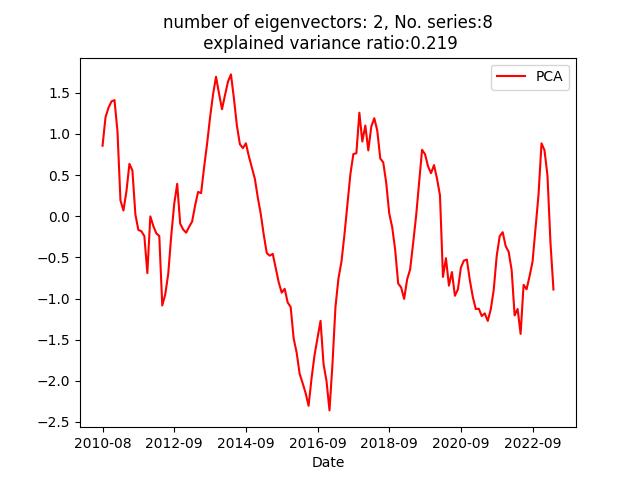 number of eigenvectors: 2, No. series:8
explained variance ratio:0.219
PCA
1.5
1.0
0.5
0.0
−0.5
−1.0
−1.5
−2.0
−2.5
2010-08 2012-09 2014-09 2016-09 2018-09 2020-09 2022-09
Date